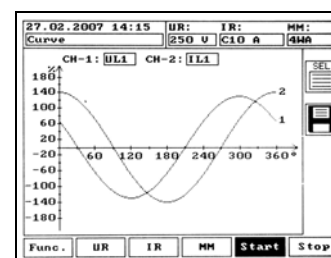 27.02.2007 14:15 UR: IR: MM:
Curve 250 V C10 A 4WA
CH-1: UL1 CH-2: IL1
SEL
%
180
140
100
60
20
-20
-60
-100
-140
-180
60 120 180 240 300 360°
2
1
Func. UR IR MM Start Stop